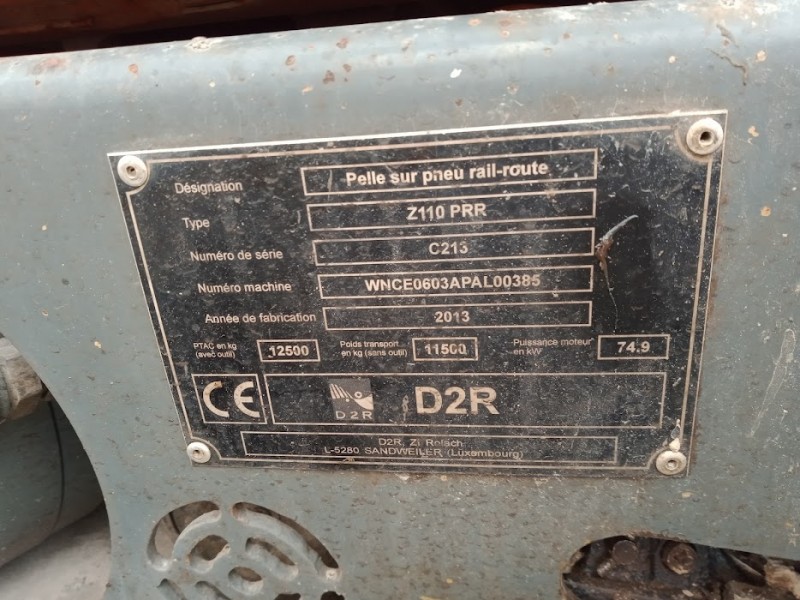 Désignation Pelle sur pneu rail-route
Type Z110 PRR
Numéro de série C213
Numéro machine WNCE0603APAL00385
Année de fabrication 2013
PTAC en kg 12500 Poids transport 11500 Puissance moteur 74.9
(avec outil) en kg (sans outil) en kW
CE D2R D2R
D2R, Zi Rolach
L-5280 SANDWEILER (Luxembourg)